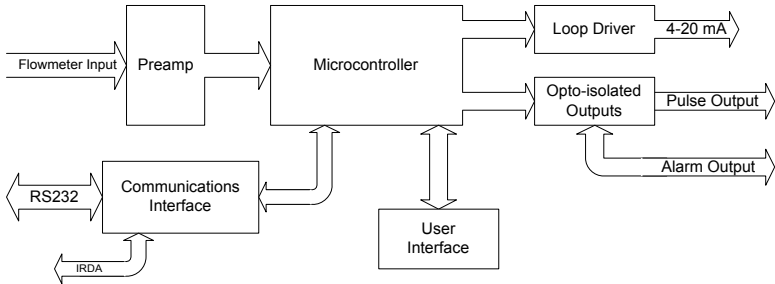 Flowmeter Input
Preamp
Microcontroller
Loop Driver
4-20 mA
Opto-isolated
Outputs
Pulse Output
Alarm Output
RS232
Communications
Interface
IRDA
User
Interface